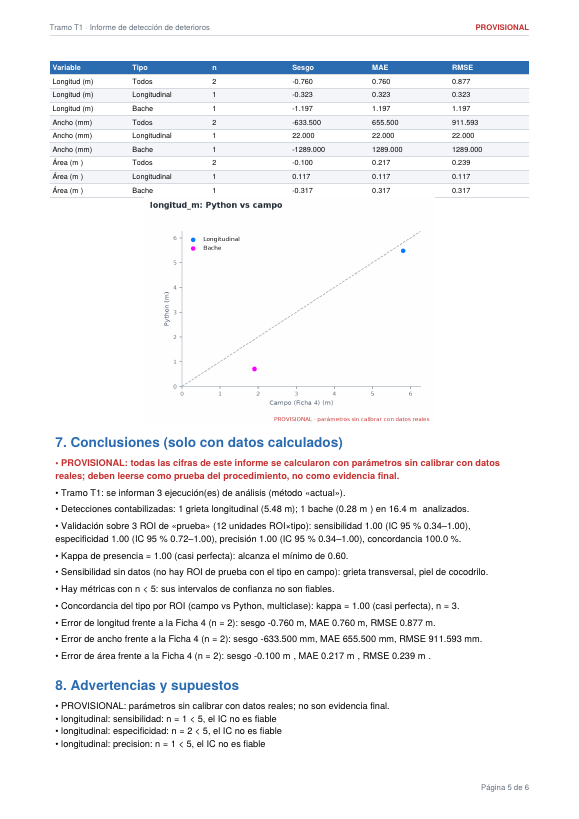 Tramo T1 · Informe de detección de deterioros PROVISIONAL
Variable Tipo n Sesgo MAE RMSE
Longitud (m) Todos 2 -0.760 0.760 0.877
Longitud (m) Longitudinal 1 -0.323 0.323 0.323
Longitud (m) Bache 1 -1.197 1.197 1.197
Ancho (mm) Todos 2 -633.500 655.500 911.593
Ancho (mm) Longitudinal 1 22.000 22.000 22.000
Ancho (mm) Bache 1 -1289.000 1289.000 1289.000
Área (m ) Todos 2 -0.100 0.217 0.239
Área (m ) Longitudinal 1 0.117 0.117 0.117
Área (m ) Bache 1 -0.317 0.317 0.317
longitud_m: Python vs campo
Longitudinal
Bache
6
5
4
3
2
1
0
Python (m)
0 1 2 3 4 5 6
Campo (Ficha 4) (m)
PROVISIONAL · parámetros sin calibrar con datos reales
7. Conclusiones (solo con datos calculados)
• PROVISIONAL: todas las cifras de este informe se calcularon con parámetros sin calibrar con datos
reales; deben leerse como prueba del procedimiento, no como evidencia final.
• Tramo T1: se informan 3 ejecución(es) de análisis (método «actual»).
• Detecciones contabilizadas: 1 grieta longitudinal (5.48 m); 1 bache (0.28 m ) en 16.4 m analizados.
• Validación sobre 3 ROI de «prueba» (12 unidades ROI×tipo): sensibilidad 1.00 (IC 95 % 0.34–1.00),
especificidad 1.00 (IC 95 % 0.72–1.00), precisión 1.00 (IC 95 % 0.34–1.00), concordancia 100.0 %.
• Kappa de presencia = 1.00 (casi perfecta): alcanza el mínimo de 0.60.
• Sensibilidad sin datos (no hay ROI de prueba con el tipo en campo): grieta transversal, piel de cocodrilo.
• Hay métricas con n < 5: sus intervalos de confianza no son fiables.
• Concordancia del tipo por ROI (campo vs Python, multiclase): kappa = 1.00 (casi perfecta), n = 3.
• Error de longitud frente a la Ficha 4 (n = 2): sesgo -0.760 m, MAE 0.760 m, RMSE 0.877 m.
• Error de ancho frente a la Ficha 4 (n = 2): sesgo -633.500 mm, MAE 655.500 mm, RMSE 911.593 mm.
• Error de área frente a la Ficha 4 (n = 2): sesgo -0.100 m , MAE 0.217 m , RMSE 0.239 m .
8. Advertencias y supuestos
• PROVISIONAL: parámetros sin calibrar con datos reales; no son evidencia final.
• longitudinal: sensibilidad: n = 1 < 5, el IC no es fiable
• longitudinal: especificidad: n = 2 < 5, el IC no es fiable
• longitudinal: precision: n = 1 < 5, el IC no es fiable
Página 5 de 6